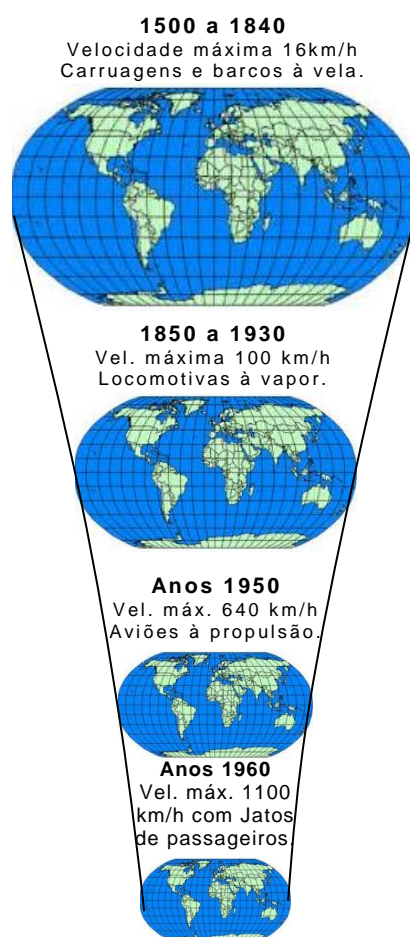 1500 a 1840
Velocidade máxima 16km/h
Carruagens e barcos à vela.
1850 a 1930
Vel. máxima 100 km/h
Locomotivas à vapor.
Anos 1950
Vel. máx. 640 km/h
Aviões à propulsão.
Anos 1960
Vel. máx. 1100
km/h com Jatos
de passageiros.